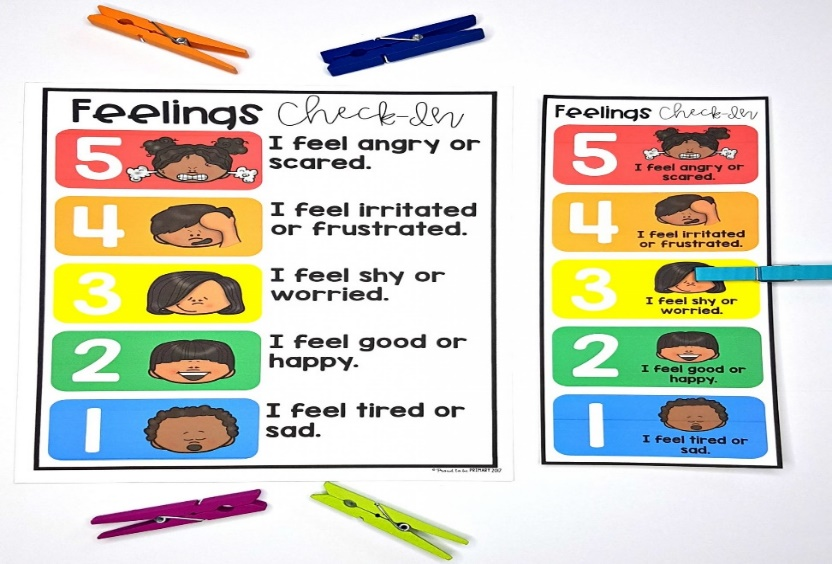 Feelings Check-In
5 I feel angry or
scared.
4 I feel irritated
or frustrated.
3 I feel shy or
worried.
2 I feel good or
happy.
1 I feel tired or
sad.
PRIMARY 2017
Feelings Check-In
5 I feel angry or
scared.
4 I feel irritated
or frustrated.
3 I feel shy or
worried.
2 I feel good or
happy.
1 I feel tired or
sad.